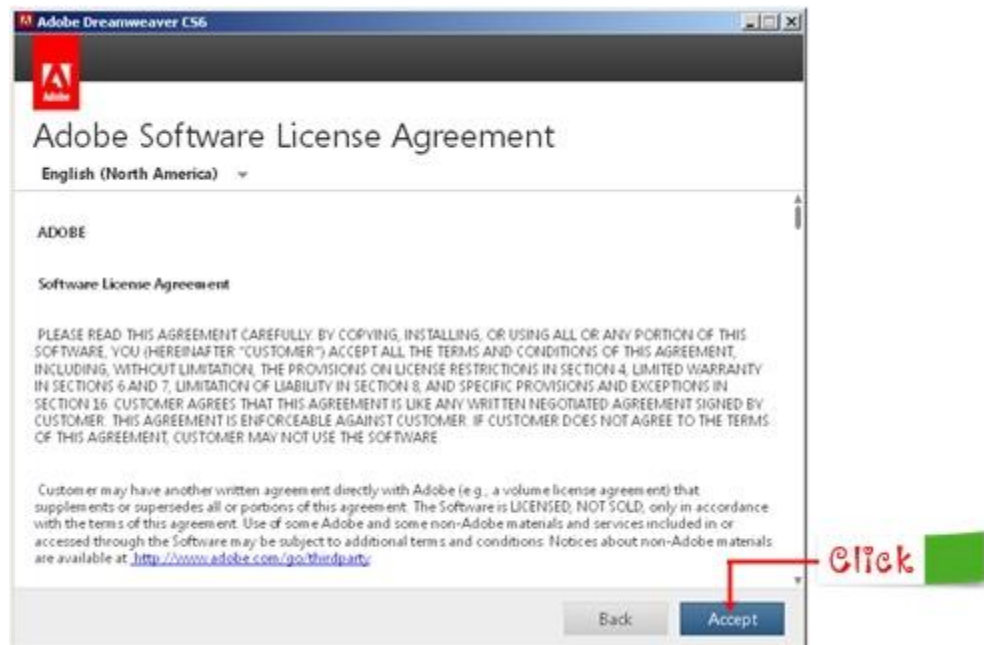 Adobe Dreamweaver CS6
Adobe
Adobe Software License Agreement
English (North America)
ADOBE
Software License Agreement
PLEASE READ THIS AGREEMENT CAREFULLY. BY COPYING, INSTALLING, OR USING ALL OR ANY PORTION OF THIS
SOFTWARE, YOU (HEREINAFTER "CUSTOMER") ACCEPT ALL THE TERMS AND CONDITIONS OF THIS AGREEMENT,
INCLUDING, WITHOUT LIMITATION, THE PROVISIONS ON LICENSE RESTRICTIONS IN SECTION 4, LIMITED WARRANTY
IN SECTIONS 6 AND 7, LIMITATION OF LIABILITY IN SECTION 8, AND SPECIFIC PROVISIONS AND EXCEPTIONS IN
SECTION 16. CUSTOMER AGREES THAT THIS AGREEMENT IS LIKE ANY WRITTEN NEGOTIATED AGREEMENT SIGNED BY
CUSTOMER. THIS AGREEMENT IS ENFORCEABLE AGAINST CUSTOMER. IF CUSTOMER DOES NOT AGREE TO THE TERMS
OF THIS AGREEMENT, CUSTOMER MAY NOT USE THE SOFTWARE.
Customer may have another written agreement directly with Adobe (e.g., a volume license agreement) that
supplements or supersedes all or portions of this agreement. The Software is LICENSED, NOT SOLD, only in accordance
with the terms of this agreement. Use of some Adobe and some non-Adobe materials and services included in or
accessed through the Software may be subject to additional terms and conditions. Notices about non-Adobe materials
are available at http://www.adobe.com/go/thirdparty.
Click
Back
Accept